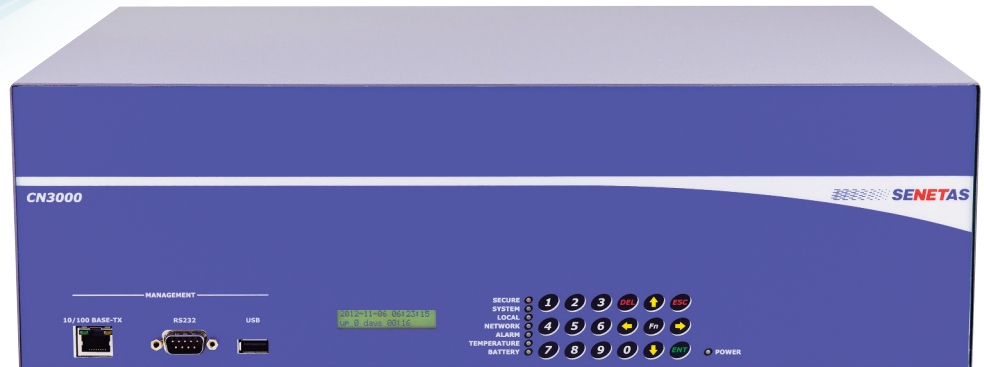 CN3000
SENETAS
MANAGEMENT
10/100 BASE-TX
RS232
USB
2012-11-06 06:23:15
up 0 days 00:16
SECURE
SYSTEM
LOCAL
NETWORK
ALARM
TEMPERATURE
BATTERY
1 2 3 DEL ESC
4 5 6 Fn
7 8 9 0 ENT
POWER